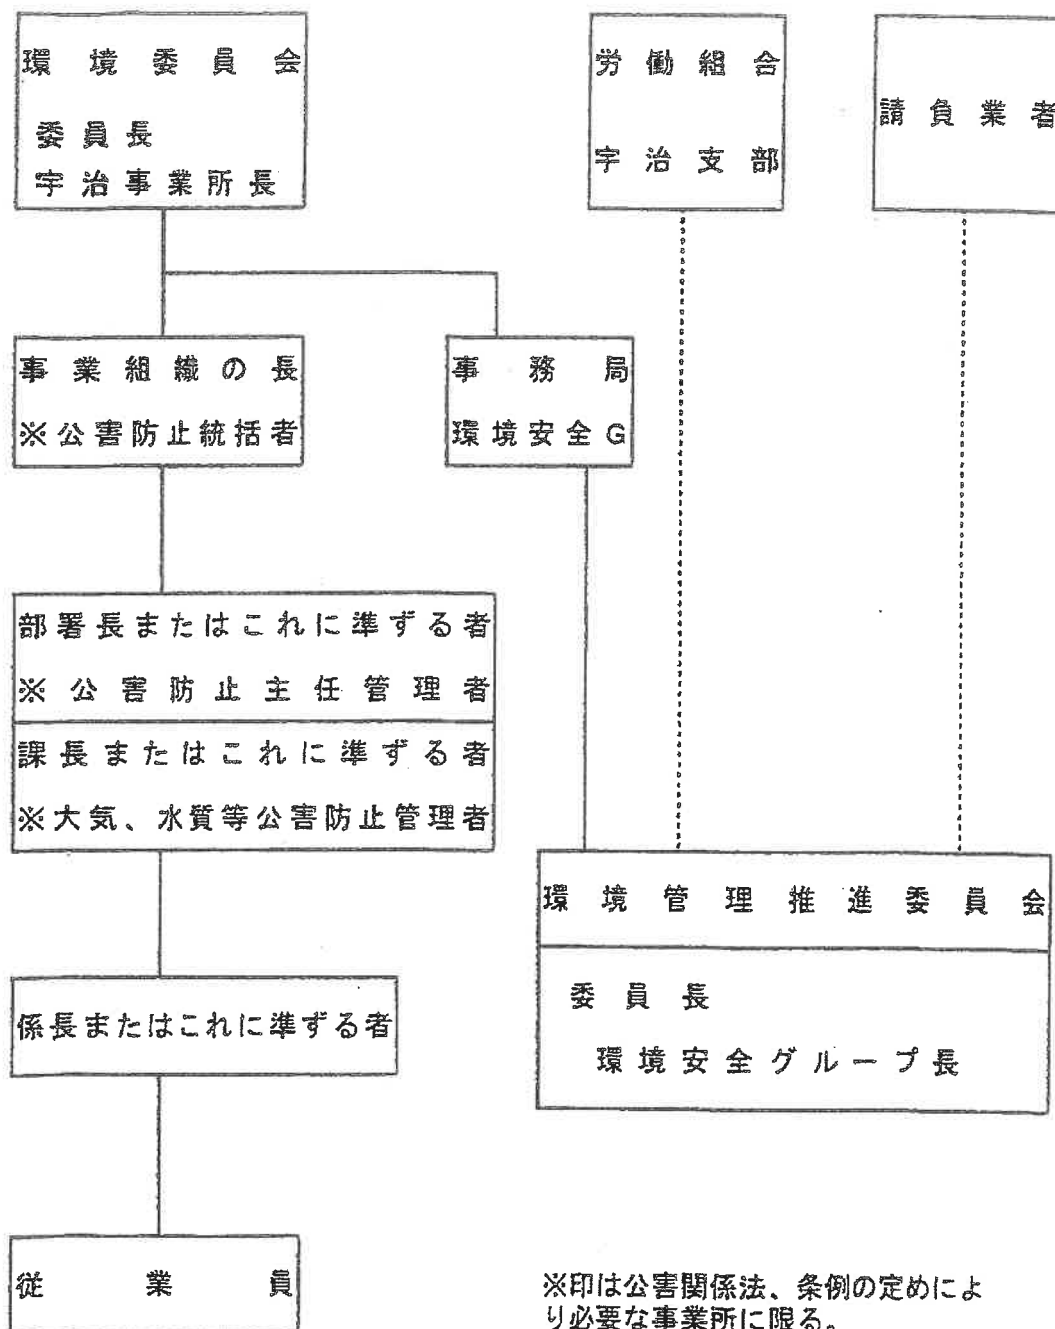 環境委員会
委員長
宇治事業所長
労働組合
宇治支部
請負業者
事業組織の長
※公害防止統括者
事務局
環境安全G
部署長またはこれに準ずる者
※公害防止主任管理者
課長またはこれに準ずる者
※大気、水質等公害防止管理者
環境管理推進委員会
委員長
環境安全グループ長
係長またはこれに準ずる者
従業員
※印は公害関係法、条例の定めによ
り必要な事業所に限る。